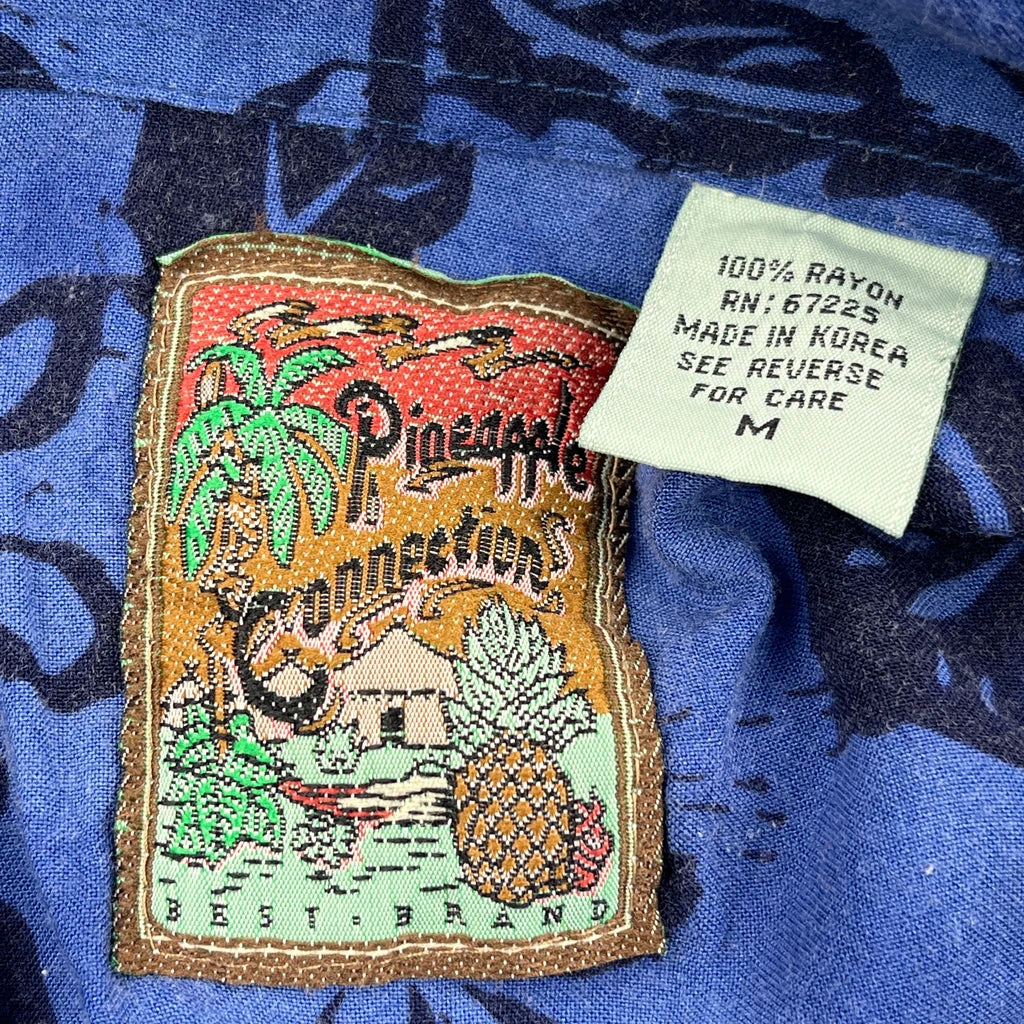 Pineapple
Connections
BEST · BRAND
100% RAYON
RN: 67225
MADE IN KOREA
SEE REVERSE
FOR CARE
M